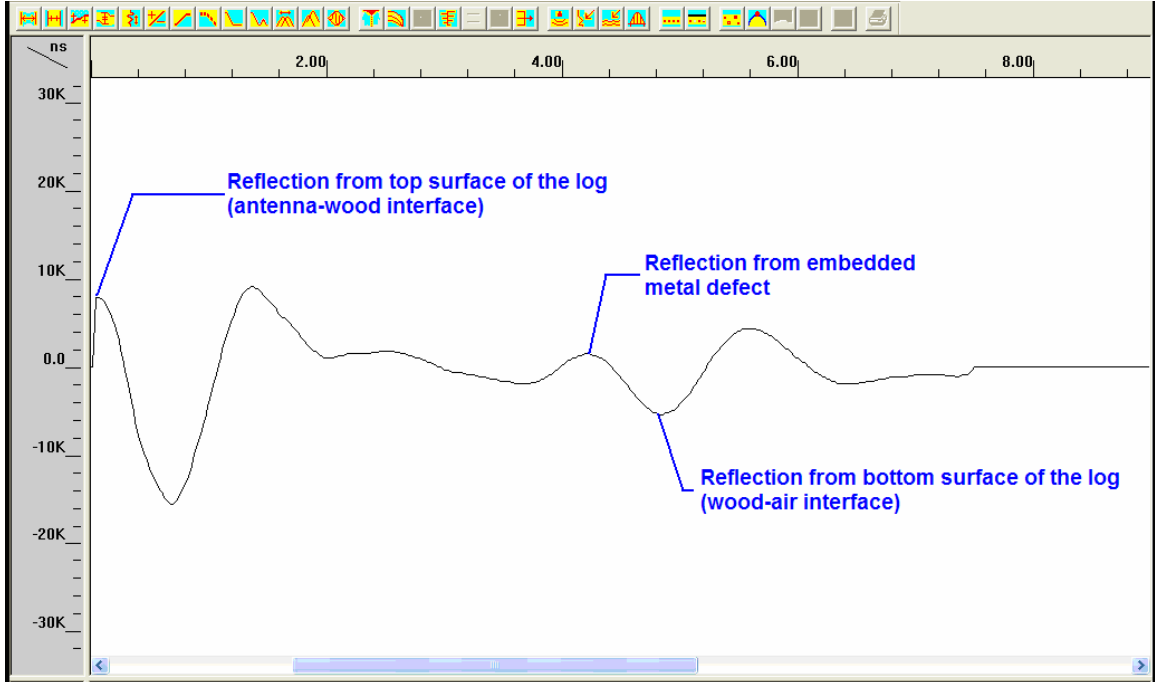 ns
2.00
4.00
6.00
8.00
30K
20K
Reflection from top surface of the log
(antenna-wood interface)
10K
Reflection from embedded
metal defect
0.0
-10K
Reflection from bottom surface of the log
(wood-air interface)
-20K
-30K